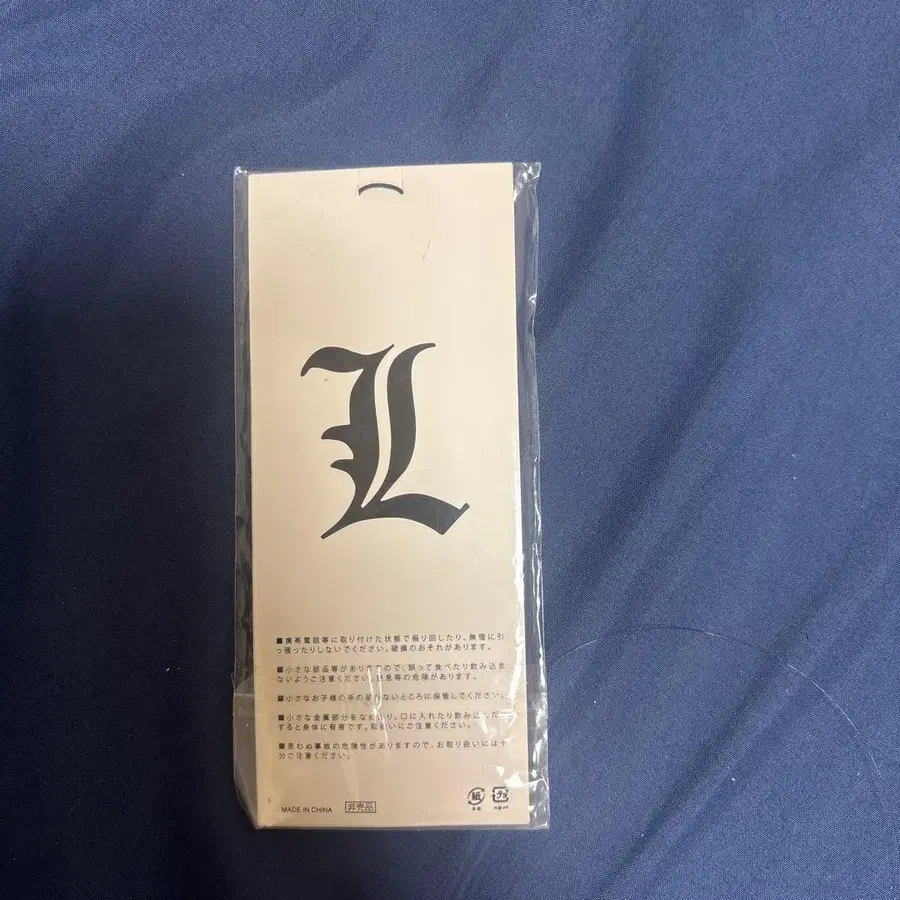 L
■携帯電話等に取り付けた状態で振り回したり、無理に引
っ張ったりしないでください。破損のおそれがあります。
■小さな部品等がありますので、誤って食べたり飲み込ま
ないようご注意ください。窒息等の危険があります。
■小さなお子様の手の届かないところに保管してください。
■小さな金属部分をなめたり、口に入れたり飲み込んだり
すると身体に有害です。取扱いにご注意ください。
■思わぬ事故の危険性がありますので、お取り扱いには十
分ご注意ください。
MADE IN CHINA 非売品 紙 プラ